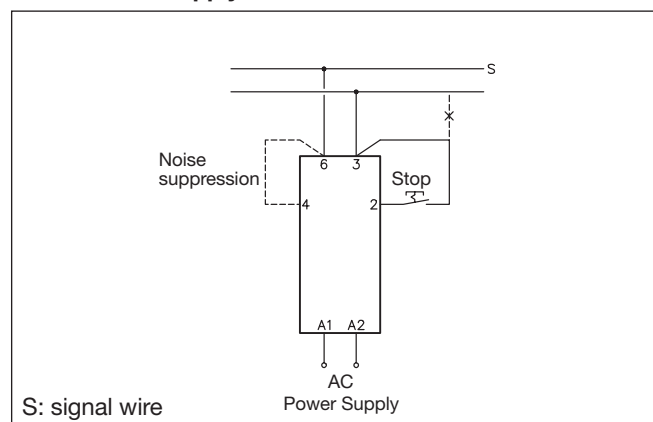 S
Noise
suppression
6 3
Stop
4 2
A1 A2
AC
Power Supply
S: signal wire